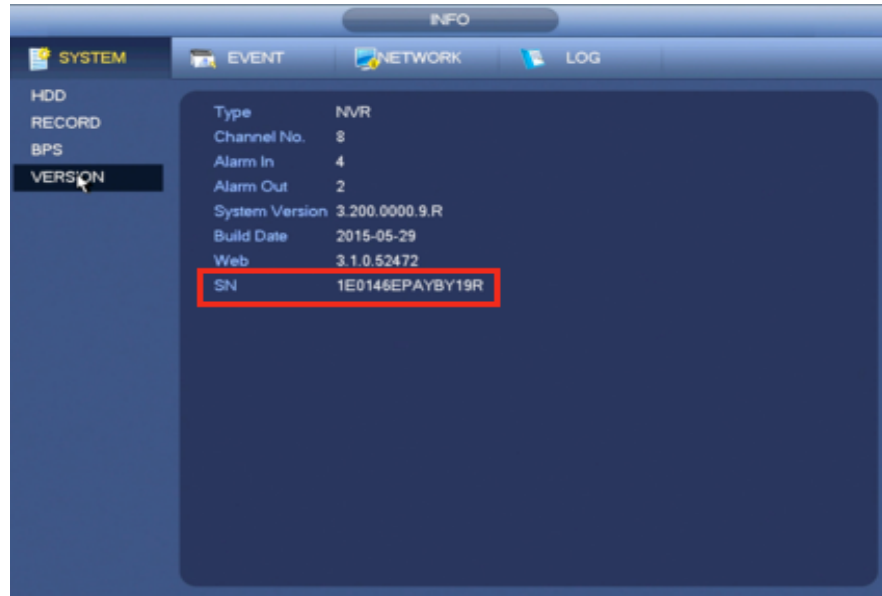 INFO
SYSTEM EVENT NETWORK LOG
HDD
RECORD
BPS
VERSION
Type NVR
Channel No. 8
Alarm In 4
Alarm Out 2
System Version 3.200.0000.9.R
Build Date 2015-05-29
Web 3.1.0.52472
SN 1E0146EPAYBY19R